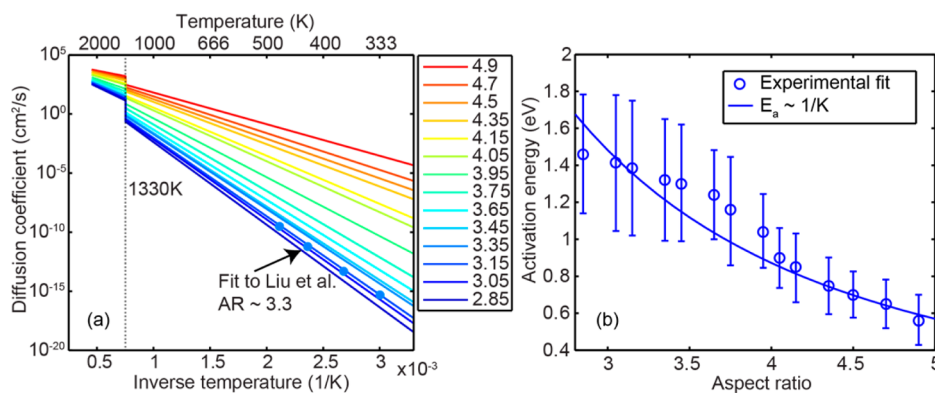 Temperature (K)
2000 1000 666 500 400 333
10^5
10^0
10^-5
10^-10
10^-15
10^-20
Diffusion coefficient (cm²/s)
1330K
Fit to Liu et al.
AR ~ 3.3
(a)
0.5 1 1.5 2 2.5 3
x10^-3
Inverse temperature (1/K)
4.9
4.7
4.5
4.35
4.15
4.05
3.95
3.75
3.65
3.45
3.35
3.15
3.05
2.85
2
1.8
1.6
1.4
1.2
1
0.8
0.6
0.4
Activation energy (eV)
Experimental fit
E_a ~ 1/K
(b)
3 3.5 4 4.5 5
Aspect ratio